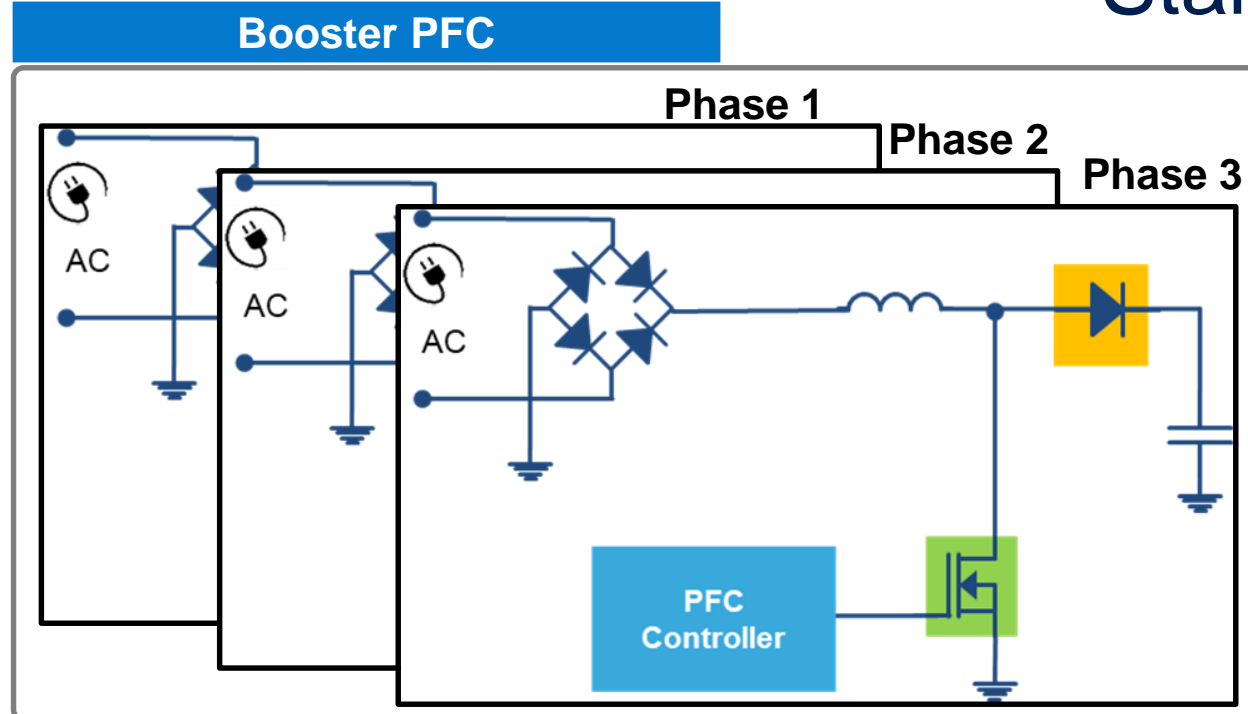 Booster PFC
Phase 1
Phase 2
Phase 3
AC
AC
AC
PFC
Controller